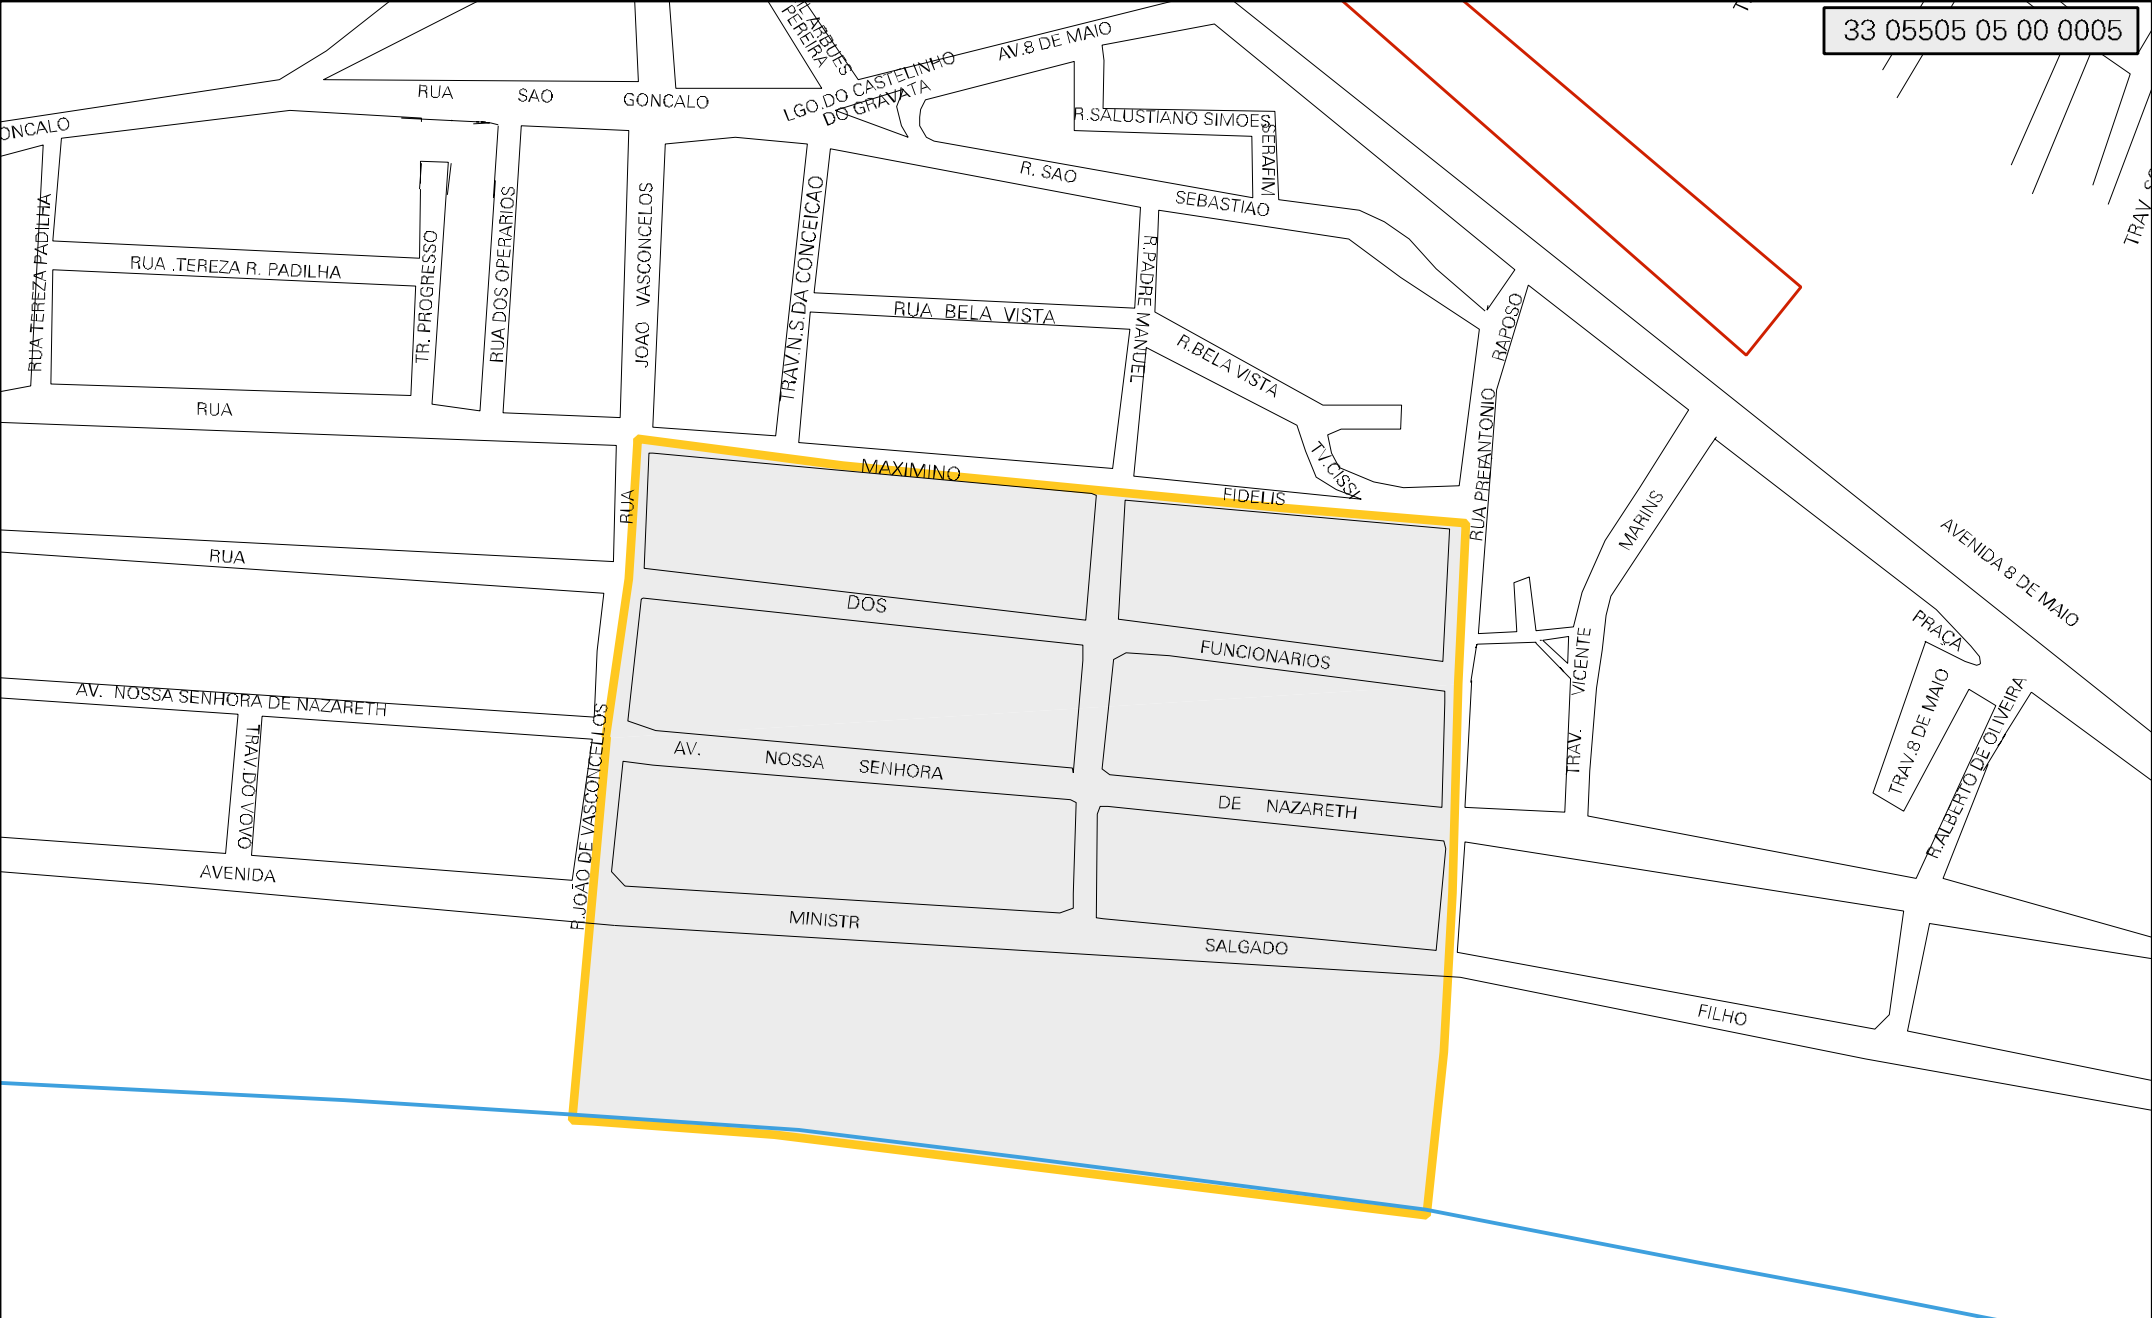 33 05505 05 00 0005
PEREIRA
LGO.DO CASTELINHO
DO GRAVATA
AV.8 DE MAIO
RUA SAO GONCALO
ONCALO
R.SALUSTIANO SIMOES
SERAFIM
R. SAO SEBASTIAO
RUA TEREZA PADILHA
RUA .TEREZA R. PADILHA
TR. PROGRESSO
RUA DOS OPERARIOS
JOAO VASCONCELOS
RUA
TRAV.N.S.DA CONCEICAO
RUA BELA VISTA
R.PADRE MANUEL
R.BELA VISTA
TV.CISSY
RAPOSO
RUA PREF.ANTONIO
RUA
MAXIMINO
FIDELIS
MARINS
VICENTE
TRAV.
AVENIDA 8 DE MAIO
PRAÇA
TRAV.8 DE MAIO
R.ALBERTO DE OLIVEIRA
RUA
DOS
FUNCIONARIOS
AV. NOSSA SENHORA DE NAZARETH
AV. NOSSA SENHORA
DE NAZARETH
TRAV.DO VOVO
R.JOÃO DE VASCONCELLOS
AVENIDA
MINISTR
SALGADO
FILHO